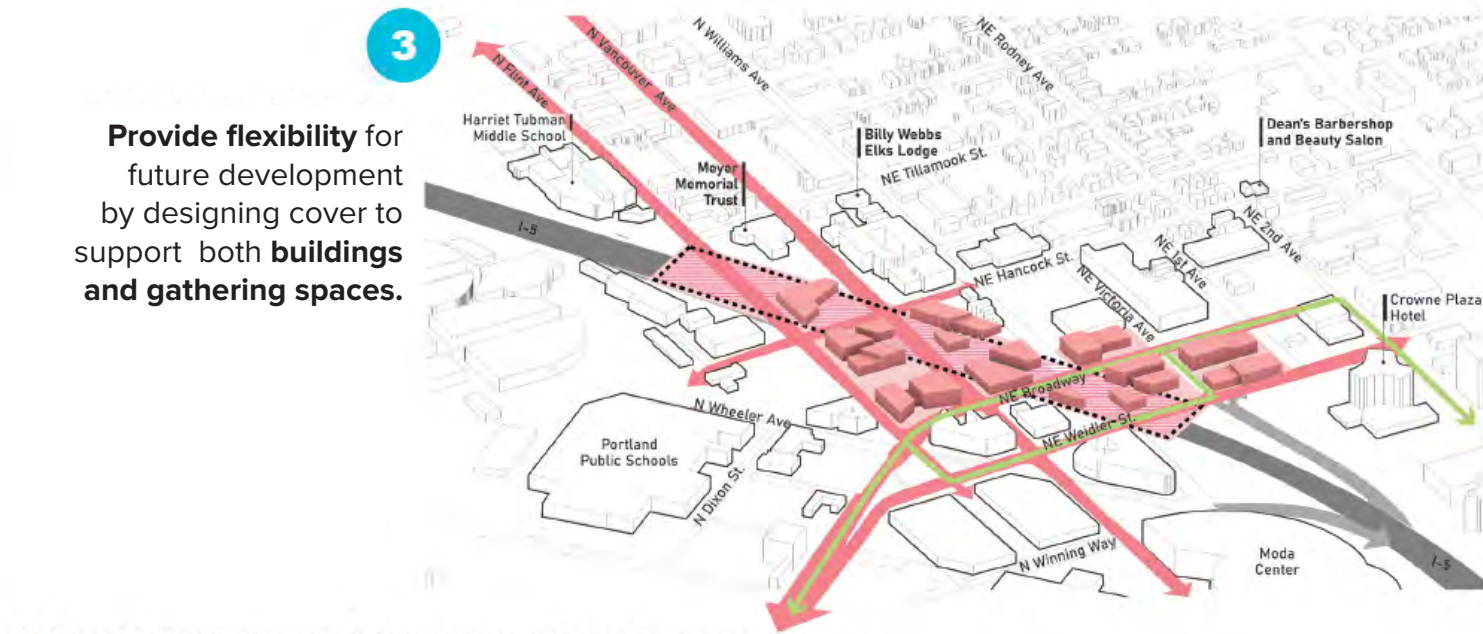 3
Provide flexibility for
future development
by designing cover to
support both buildings
and gathering spaces.
N Flint Ave
N Vancouver Ave
N Williams Ave
NE Rodney Ave
Harriet Tubman
Middle School
Meyer
Memorial
Trust
Billy Webbs
Elks Lodge
NE Tillamook St.
Dean's Barbershop
and Beauty Salon
I-5
NE Hancock St.
NE Victoria Ave
NE 1st Ave
NE 2nd Ave
Crowne Plaza
Hotel
NE Broadway
NE Weidler St.
N Wheeler Ave
Portland
Public Schools
N Dixon St.
N Winning Way
Moda
Center
I-5